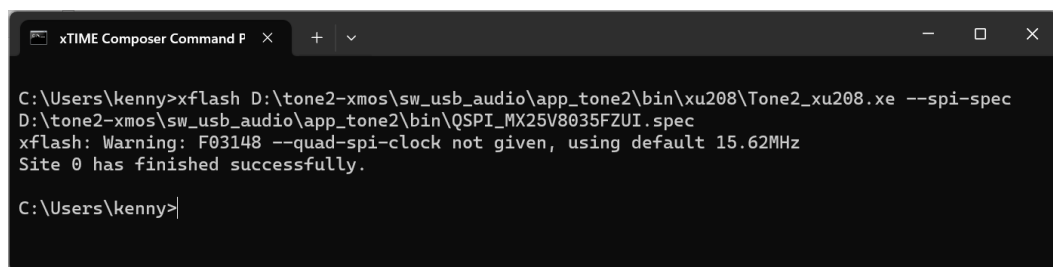 xTIME Composer Command P
C:\Users\kenny>xflash D:\tone2-xmos\sw_usb_audio\app_tone2\bin\xu208\Tone2_xu208.xe --spi-spec
D:\tone2-xmos\sw_usb_audio\app_tone2\bin\QSPI_MX25V8035FZUI.spec
xflash: Warning: F03148 --quad-spi-clock not given, using default 15.62MHz
Site 0 has finished successfully.
C:\Users\kenny>